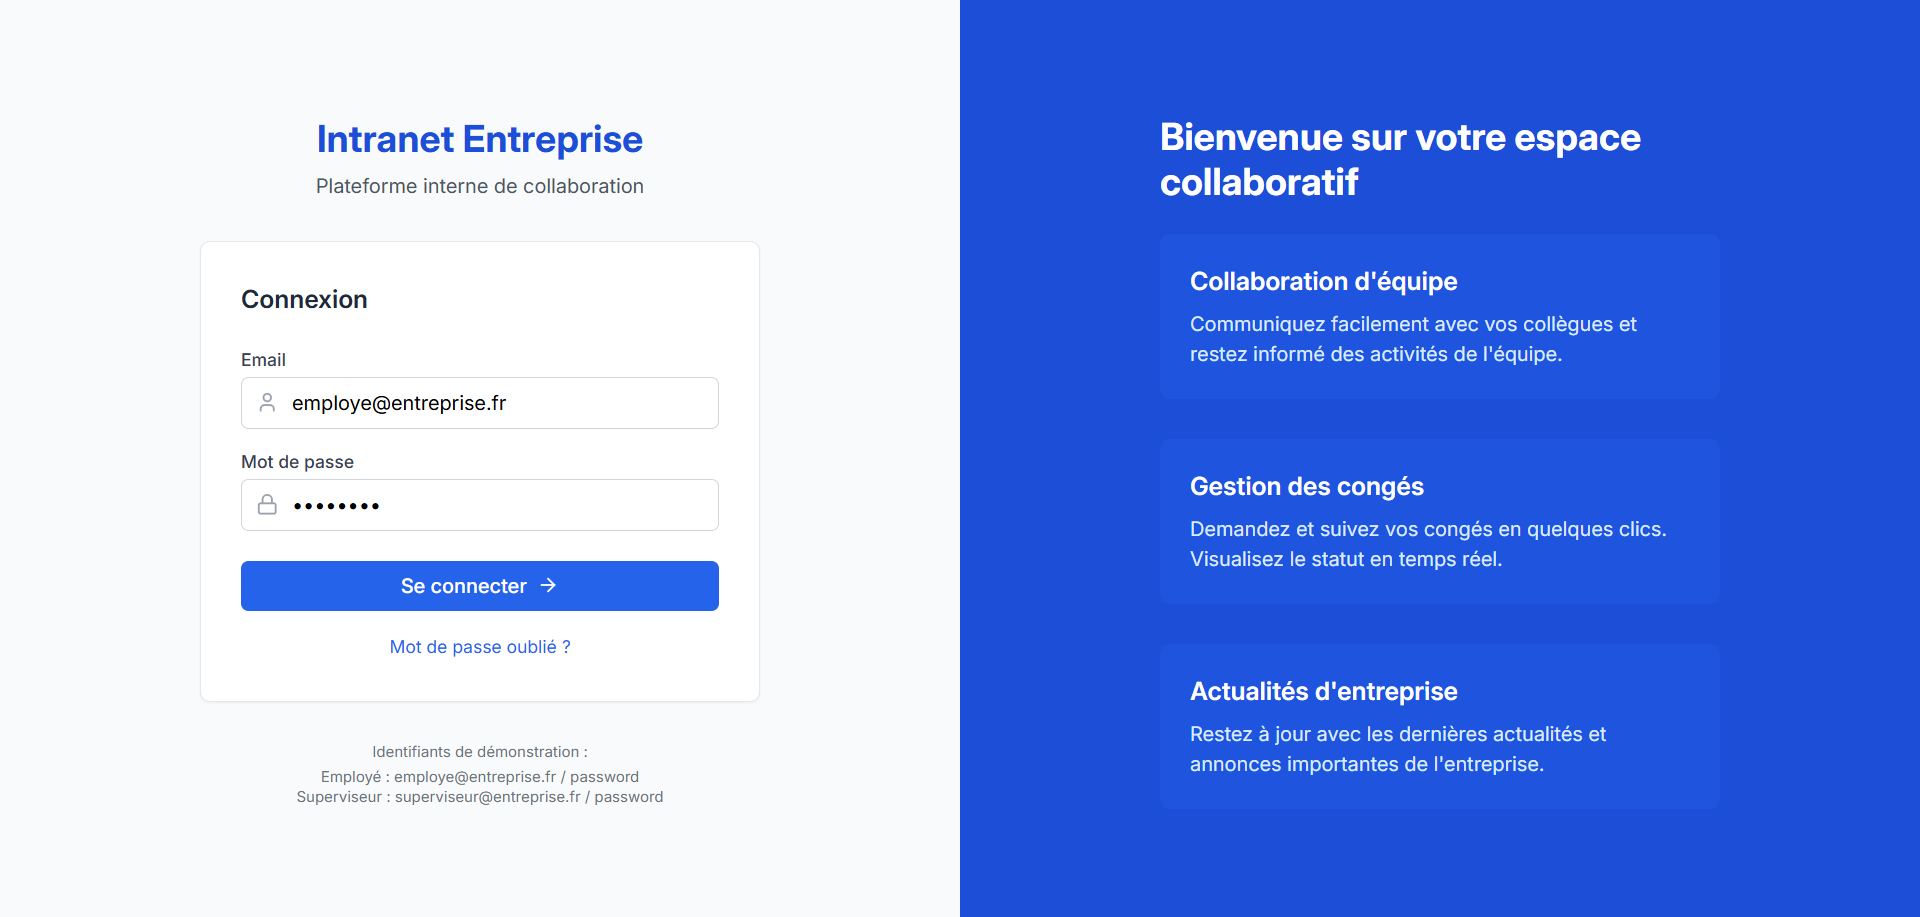 Intranet Entreprise
Plateforme interne de collaboration
Connexion
Email
employe@entreprise.fr
Mot de passe
••••••••
Se connecter →
Mot de passe oublié ?
Identifiants de démonstration :
Employé : employe@entreprise.fr / password
Superviseur : superviseur@entreprise.fr / password
Bienvenue sur votre espace
collaboratif
Collaboration d'équipe
Communiquez facilement avec vos collègues et
restez informé des activités de l'équipe.
Gestion des congés
Demandez et suivez vos congés en quelques clics.
Visualisez le statut en temps réel.
Actualités d'entreprise
Restez à jour avec les dernières actualités et
annonces importantes de l'entreprise.